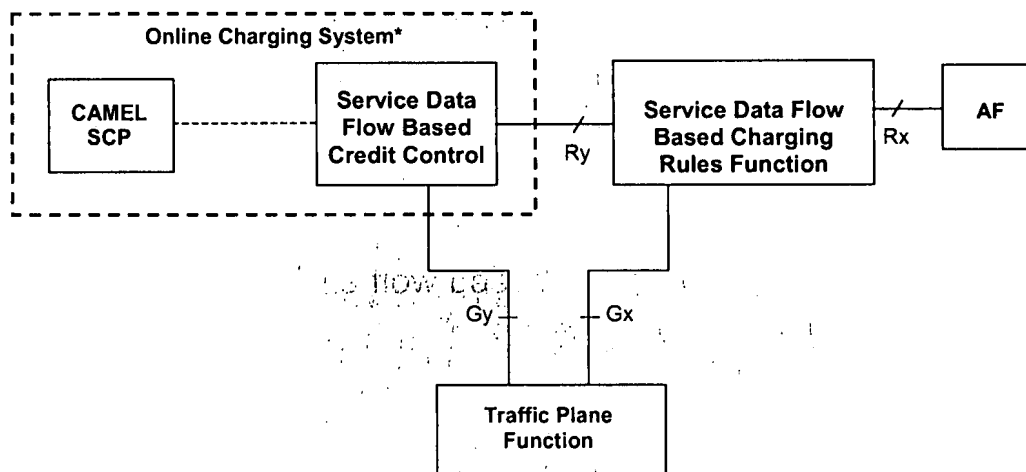 Online Charging System*
CAMEL
SCP
Service Data
Flow Based
Credit Control
Ry
Service Data Flow
Based Charging
Rules Function
Rx
AF
flow
Gy
Gx
Traffic Plane
Function